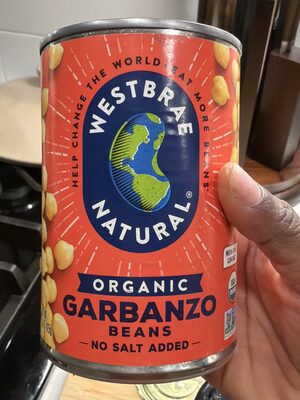 HELP CHANGE THE WORLD. EAT MORE BEANS.
WESTBRAE
NATURAL®
ORGANIC
GARBANZO
BEANS
NO SALT ADDED